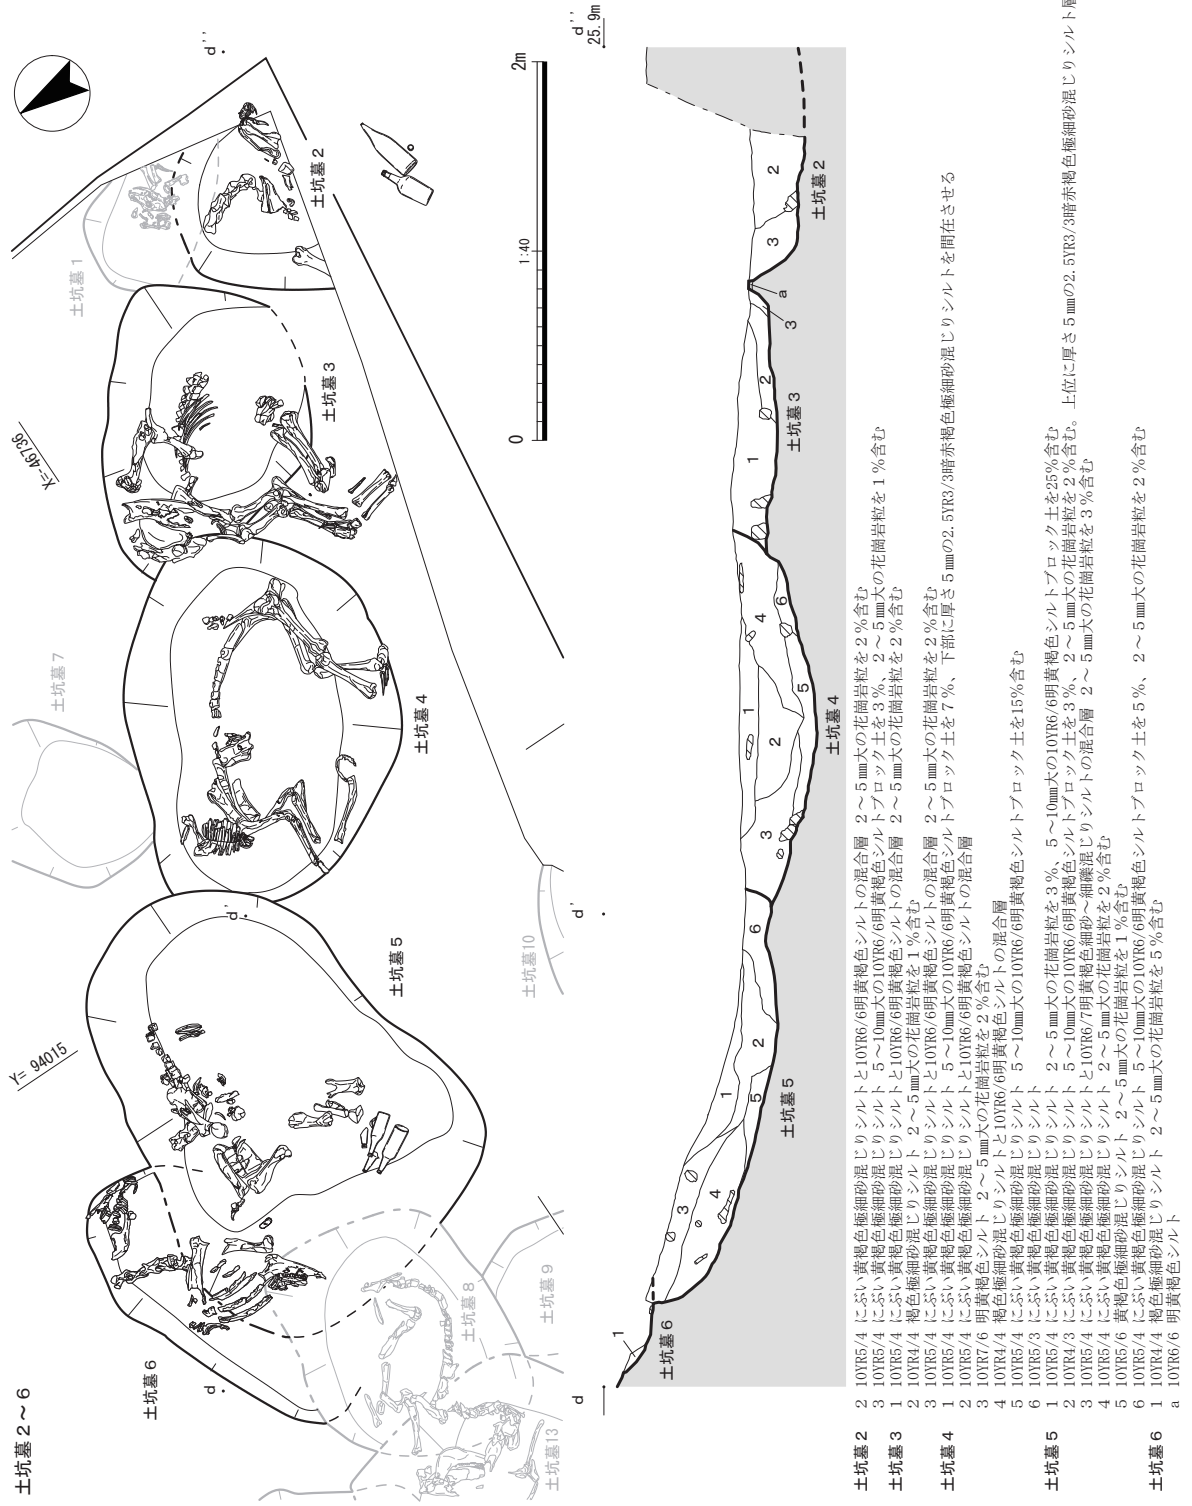 土坑墓2～6
X=-46736
Y= 94015
d
d'
d''
土坑墓1
土坑墓2
土坑墓3
土坑墓4
土坑墓5
土坑墓6
土坑墓7
土坑墓8
土坑墓9
土坑墓10
土坑墓13
0
1:40
2m
d
d'
d''
25.9m
土坑墓6
1
土坑墓5
1
2
3
4
5
6
土坑墓4
1
2
3
4
5
6
土坑墓3
1
2
3
a
土坑墓2
2
3
土坑墓2 2 10YR5/4 にぶい黄褐色極細砂混じりシルトと10YR6/6明黄褐色シルトの混合層 2～5㎜大の花崗岩粒を2％含む
3 10YR5/4 にぶい黄褐色極細砂混じりシルト 5～10㎜大の10YR6/6明黄褐色シルトブロック土を3％、2～5㎜大の花崗岩粒を1％含む
土坑墓3 1 10YR5/4 にぶい黄褐色極細砂混じりシルトと10YR6/6明黄褐色シルトの混合層 2～5㎜大の花崗岩粒を2％含む
2 10YR4/4 褐色極細砂混じりシルト 2～5㎜大の花崗岩粒を1％含む
3 10YR5/4 にぶい黄褐色極細砂混じりシルトと10YR6/6明黄褐色シルトの混合層 2～5㎜大の花崗岩粒を2％含む
土坑墓4 1 10YR5/4 にぶい黄褐色極細砂混じりシルト 5～10㎜大の10YR6/6明黄褐色シルトブロック土を7％、下部に厚さ5㎜の2.5YR3/3暗赤褐色極細砂混じりシルトを間在させる
2 10YR5/4 にぶい黄褐色極細砂混じりシルトと10YR6/6明黄褐色シルトの混合層
3 10YR7/6 明黄褐色シルト 2～5㎜大の花崗岩粒を2％含む
4 10YR4/4 褐色極細砂混じりシルトと10YR6/6明黄褐色シルトの混合層
5 10YR5/4 にぶい黄褐色極細砂混じりシルト 5～10㎜大の10YR6/6明黄褐色シルトブロック土を15％含む
6 10YR6/3 にぶい黄橙色極細砂混じりシルト
土坑墓5 1 10YR5/4 にぶい黄褐色極細砂混じりシルト 2～5㎜大の花崗岩粒を3％、5～10㎜大の10YR6/6明黄褐色シルトブロック土を25％含む
2 10YR4/3 にぶい黄褐色極細砂混じりシルト 5～10㎜大の10YR6/6明黄褐色シルトブロック土を3％、2～5㎜大の花崗岩粒を2％含む。上位に厚さ5㎜の2.5YR3/3暗赤褐色極細砂混じりシルト層
3 10YR5/4 にぶい黄褐色極細砂混じりシルトと10YR6/7明黄褐色細砂～細礫混じりシルトの混合層 2～5㎜大の花崗岩粒を3％含む
4 10YR5/4 にぶい黄褐色極細砂混じりシルト 2～5㎜大の花崗岩粒を2％含む
5 10YR5/6 黄褐色極細砂混じりシルト 2～5㎜大の花崗岩粒を1％含む
6 10YR5/4 にぶい黄褐色極細砂混じりシルト 5～10㎜大の10YR6/6明黄褐色シルトブロック土を5％、2～5㎜大の花崗岩粒を2％含む
土坑墓6 1 10YR4/4 褐色極細砂混じりシルト 2～5㎜大の花崗岩粒を5％含む
a 10YR6/6 明黄褐色シルト